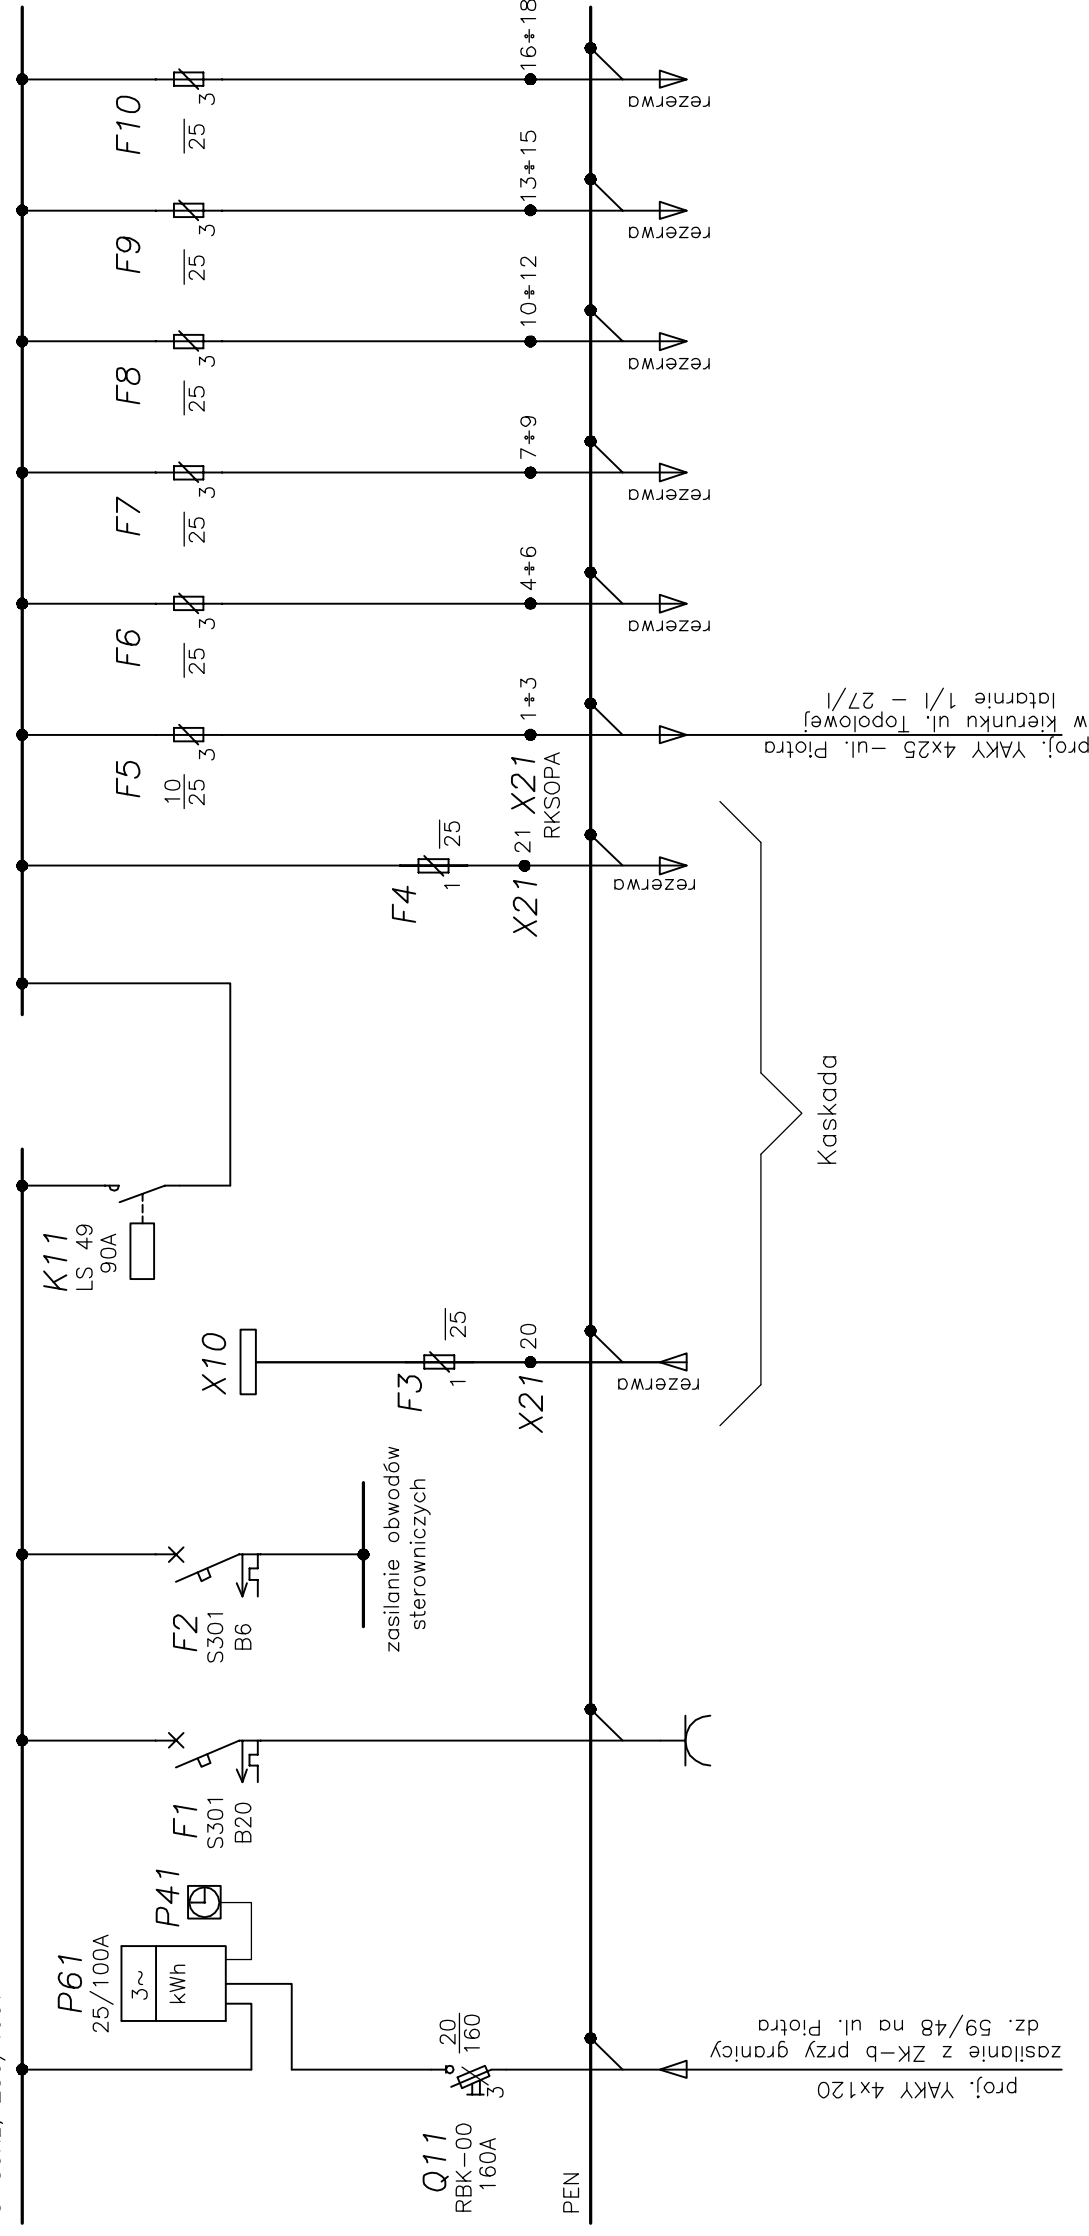 P61
25/100A
3~
kWh
P41
Q11
RBK-00
160A
20
160
3
PEN
proj. YAKY 4x120
zasilanie z ZK-b przy granicy
dz. 59/48 na ul. Piotra
F1
S301
B20
F2
S301
B6
zasilanie obwodów
sterowniczych
X10
F3
1
25
X21
20
rezerwa
K11
LS 49
90A
Kaskada
F4
1
25
X21
21
rezerwa
F5
10
25
3
X21
1÷3
RKSOPA
proj. YAKY 4x25 -ul. Piotra
w kierunku ul. Topolowej
latarnie 1/I - 27/I
F6
25
3
4÷6
rezerwa
F7
25
3
7÷9
rezerwa
F8
25
3
10÷12
rezerwa
F9
25
3
13÷15
rezerwa
F10
25
3
16÷18
rezerwa